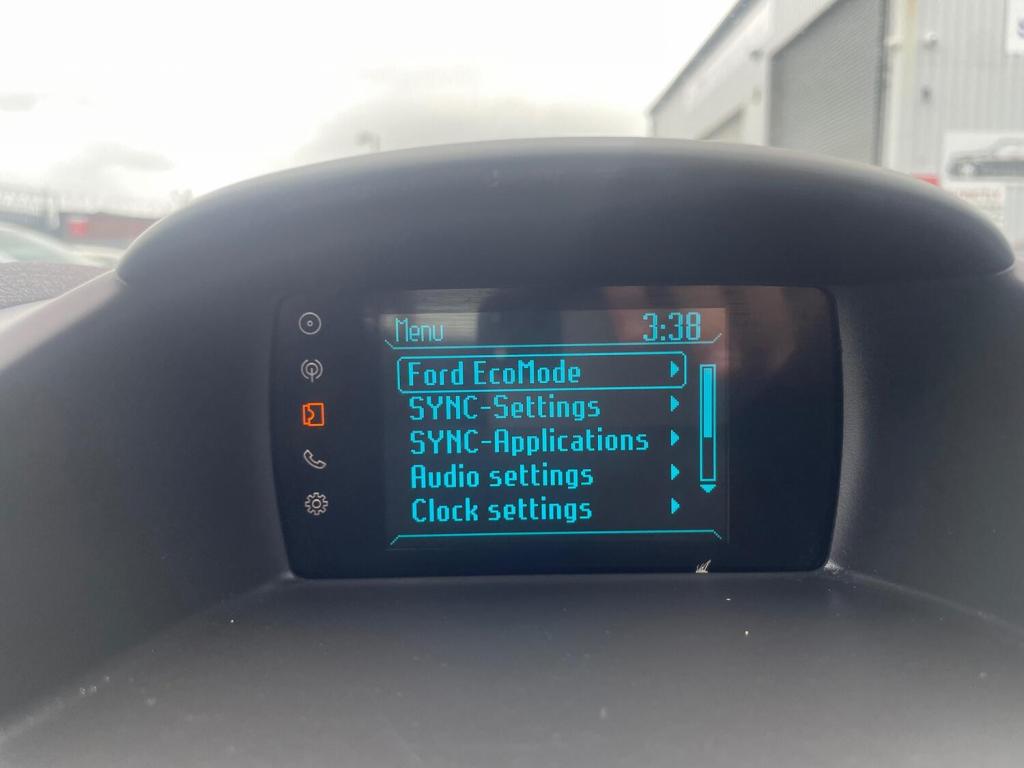 Menu 3:38
Ford EcoMode
SYNC-Settings
SYNC-Applications
Audio settings
Clock settings